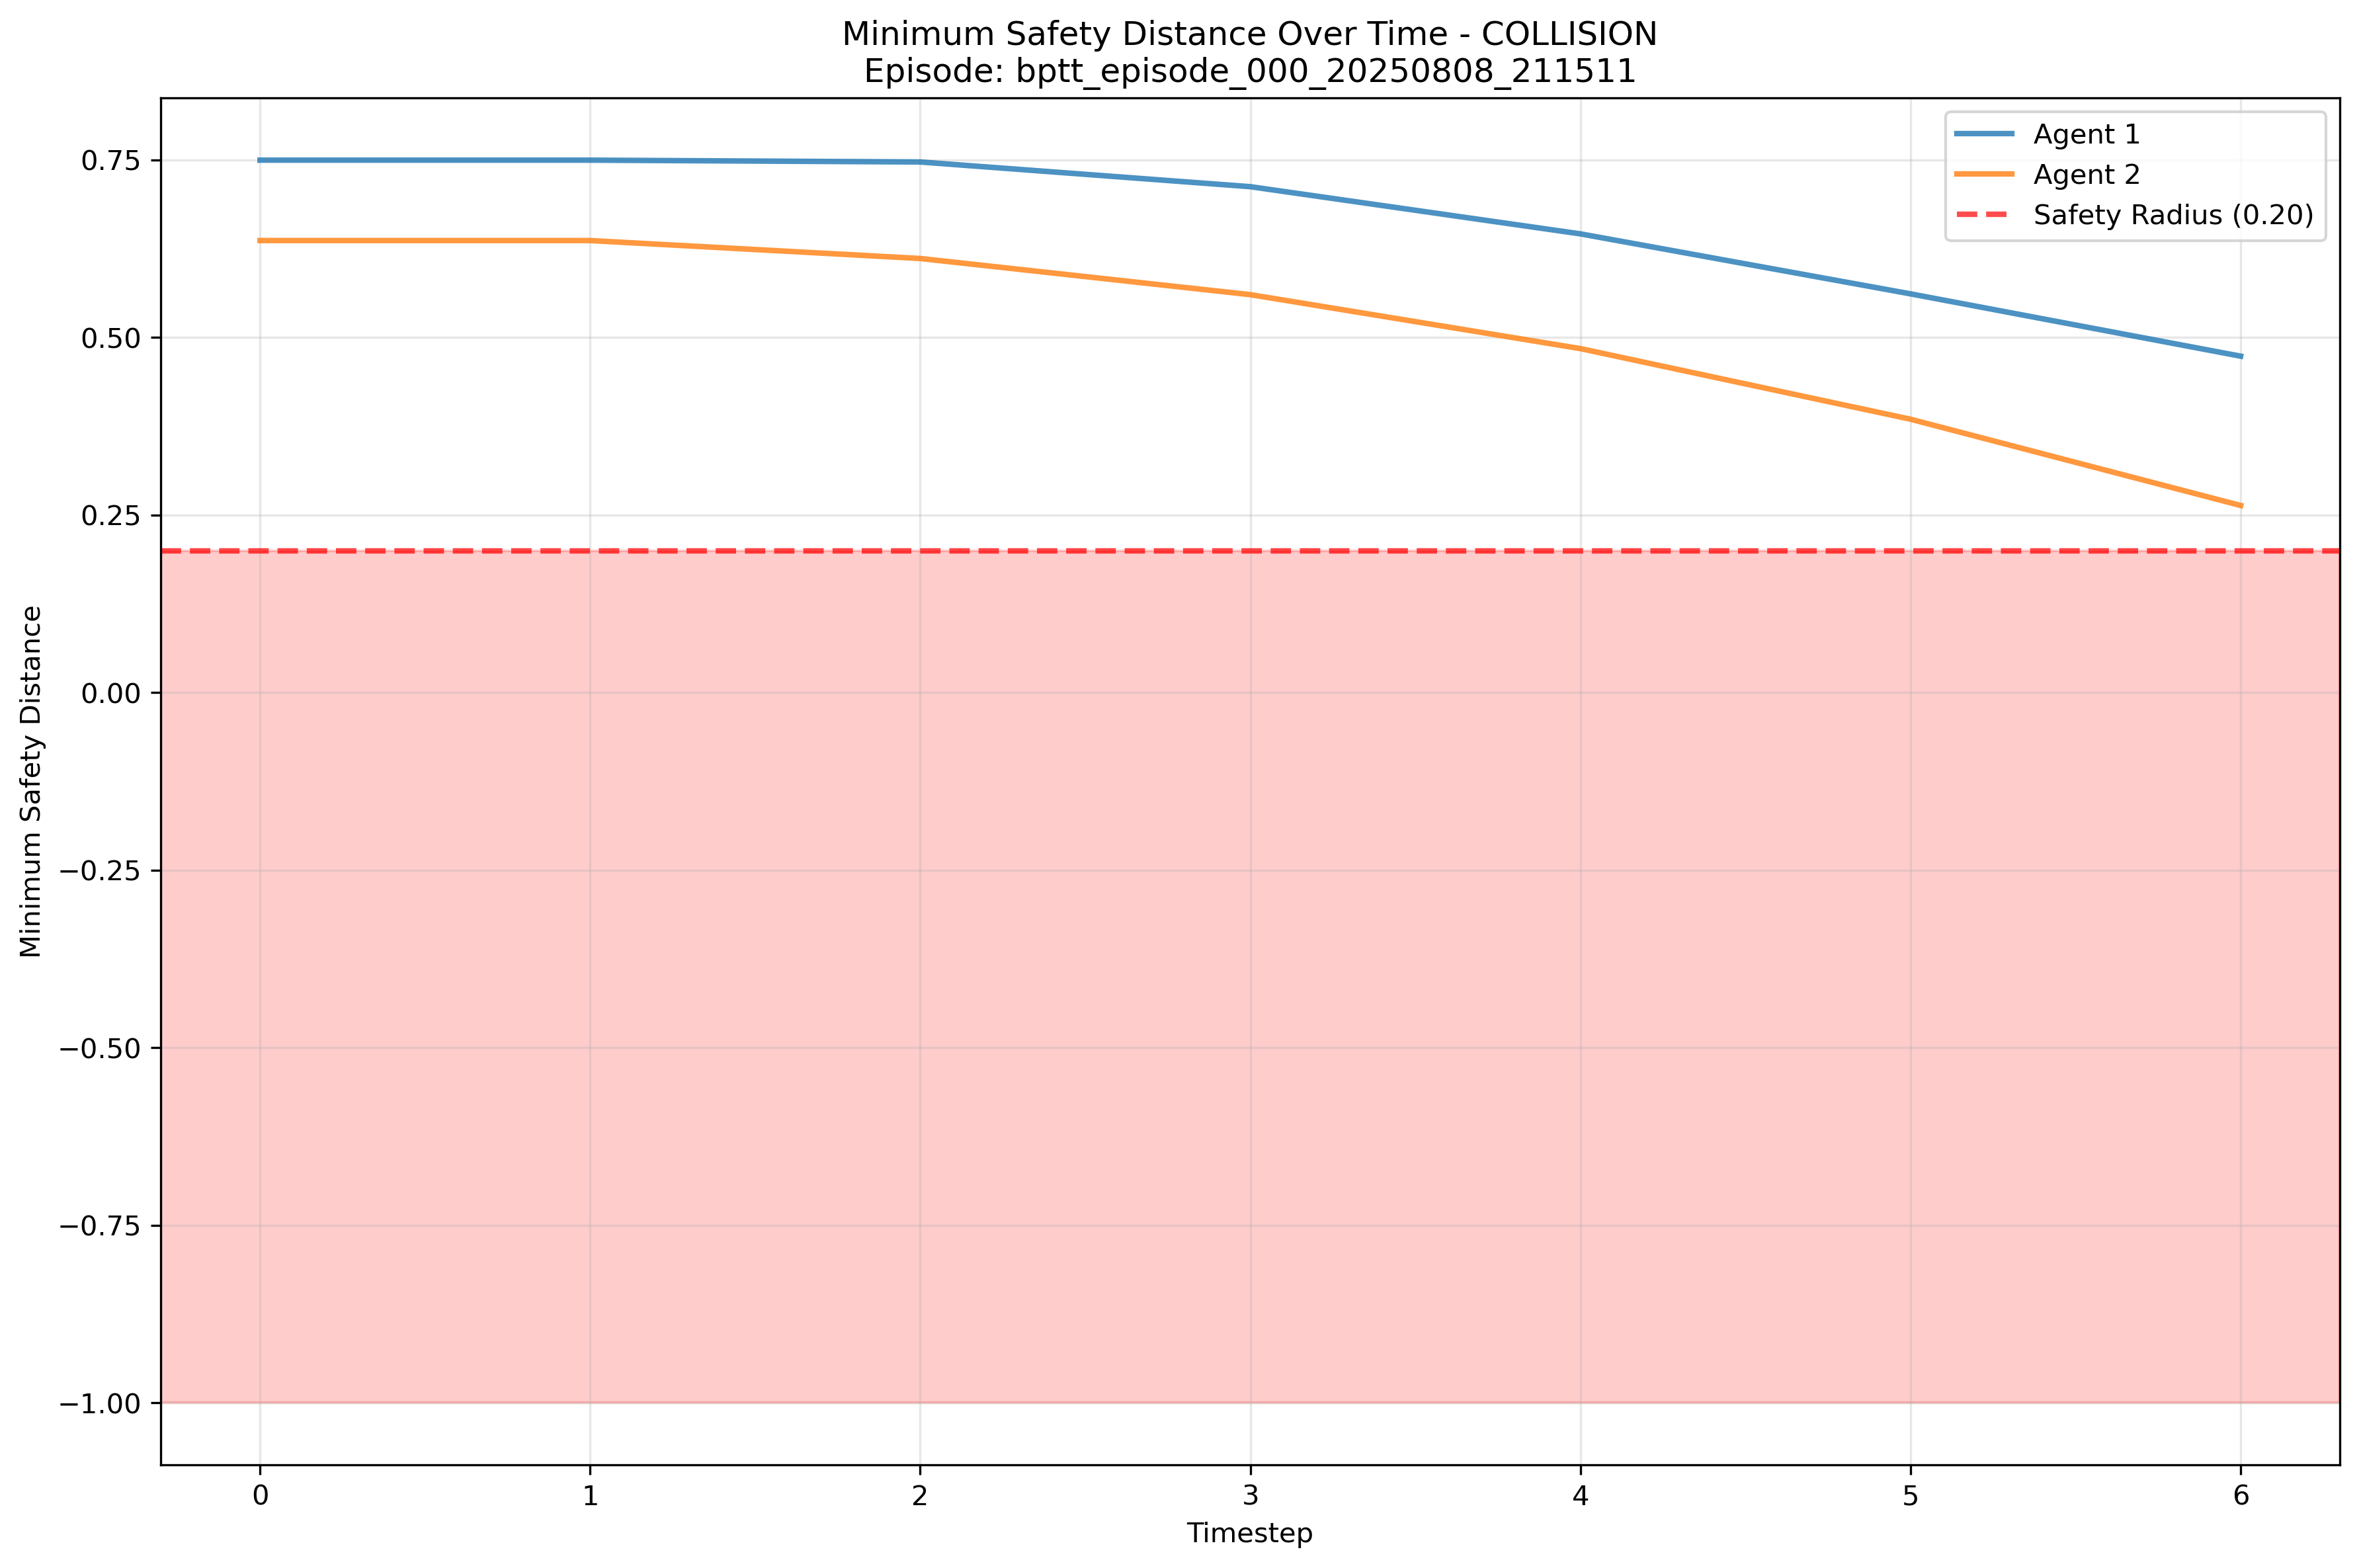 Minimum Safety Distance Over Time - COLLISION
Episode: bptt_episode_000_20250808_211511
Agent 1
Agent 2
Safety Radius (0.20)
Minimum Safety Distance
0.75
0.50
0.25
0.00
−0.25
−0.50
−0.75
−1.00
0 1 2 3 4 5 6
Timestep